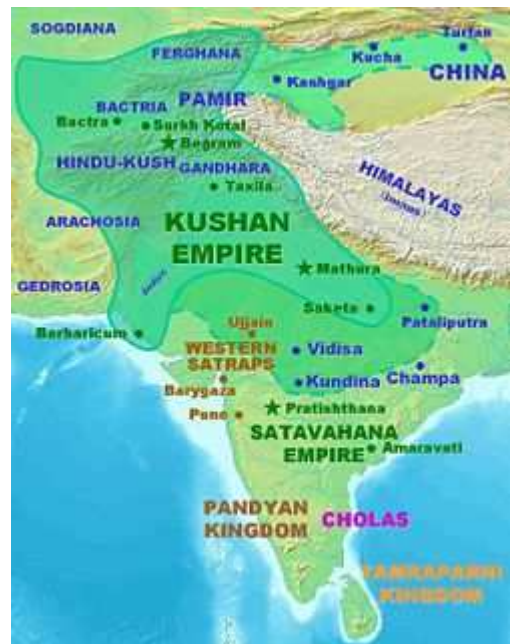 SOGDIANA
FERGHANA
Kucha
Turfan
CHINA
Kashgar
BACTRIA
PAMIR
Bactra
Surkh Kotal
Begram
HINDU-KUSH
GANDHARA
Taxila
HIMALAYAS
ARACHOSIA
KUSHAN
EMPIRE
Mathura
GEDROSIA
Indus
Saketa
Pataliputra
Barbaricum
Ujjain
WESTERN
SATRAPS
Vidisa
Kundina
Champa
Barygaza
Pratishthana
SATAVAHANA
EMPIRE
Amaravati
PANDYAN
KINGDOM
CHOLAS
TAMRAPARNI
KINGDOM